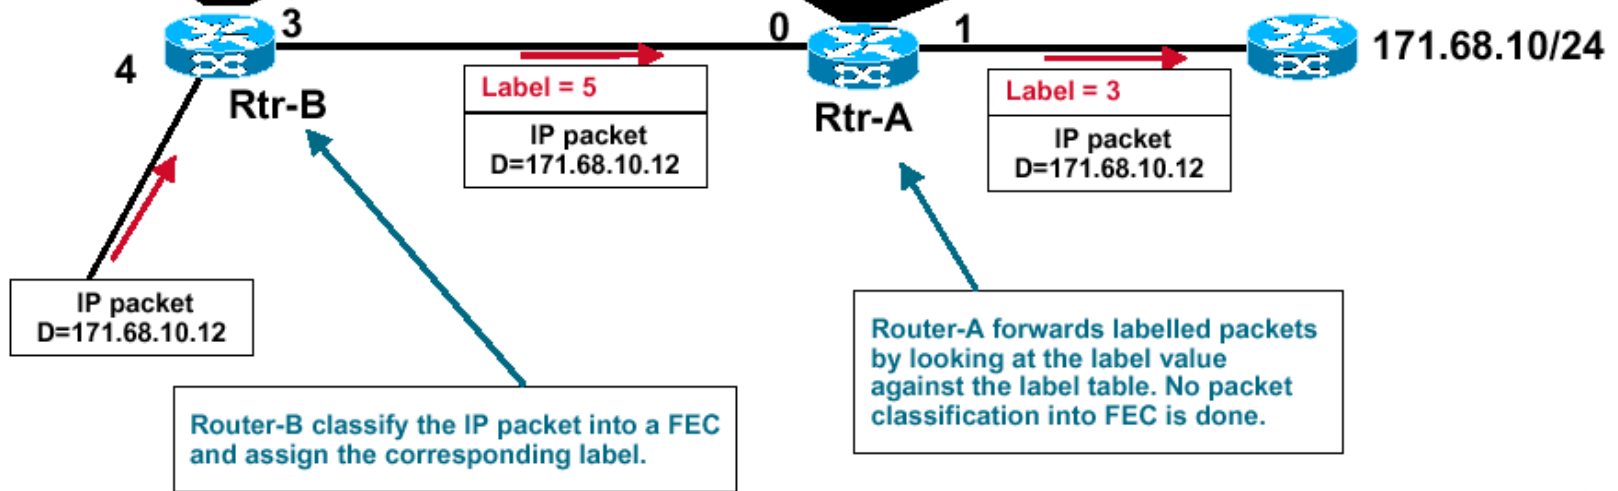 3
0
1
171.68.10/24
4
Rtr-B
Label = 5
IP packet
D=171.68.10.12
Rtr-A
Label = 3
IP packet
D=171.68.10.12
IP packet
D=171.68.10.12
Router-B classify the IP packet into a FEC
and assign the corresponding label.
Router-A forwards labelled packets
by looking at the label value
against the label table. No packet
classification into FEC is done.